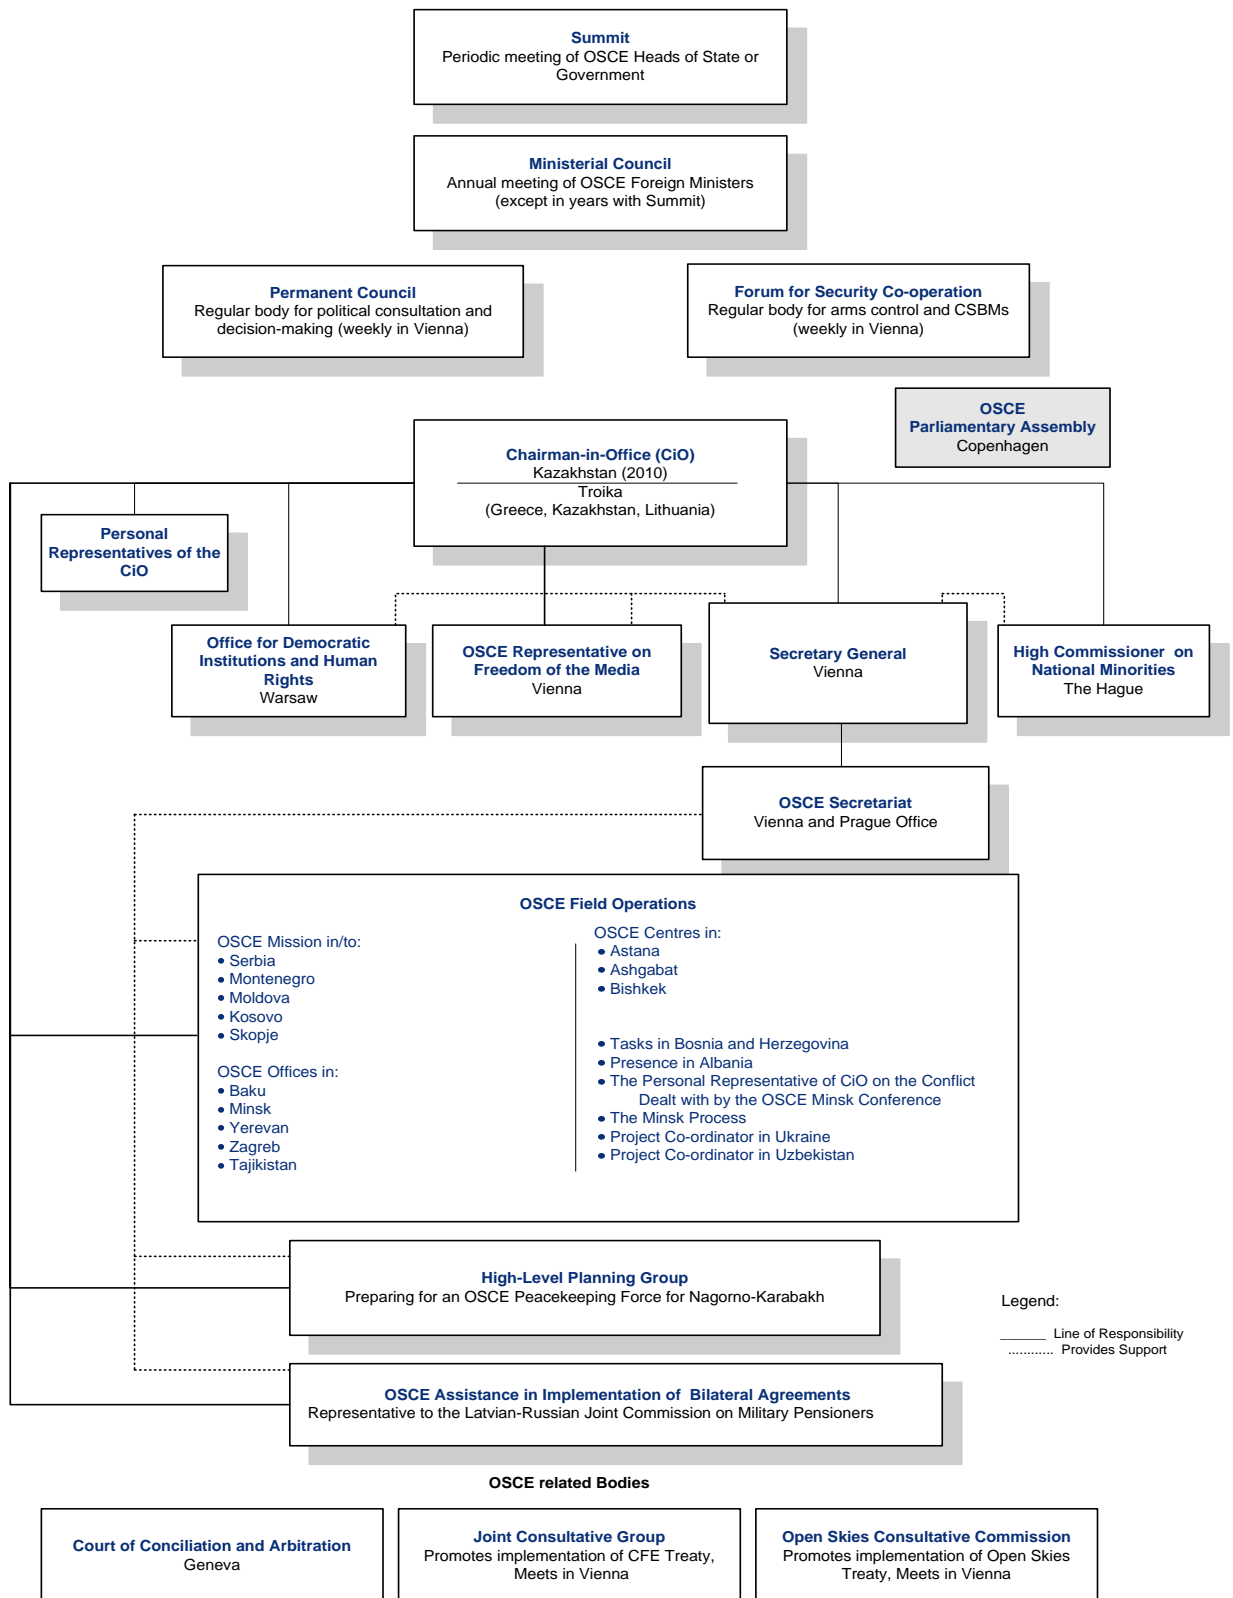 Summit
Periodic meeting of OSCE Heads of State or
Government
Ministerial Council
Annual meeting of OSCE Foreign Ministers
(except in years with Summit)
Permanent Council
Regular body for political consultation and
decision-making (weekly in Vienna)
Forum for Security Co-operation
Regular body for arms control and CSBMs
(weekly in Vienna)
OSCE
Parliamentary Assembly
Copenhagen
Chairman-in-Office (CiO)
Kazakhstan (2010)
Troika
(Greece, Kazakhstan, Lithuania)
Personal
Representatives of the
CiO
Office for Democratic
Institutions and Human
Rights
Warsaw
OSCE Representative on
Freedom of the Media
Vienna
Secretary General
Vienna
High Commissioner on
National Minorities
The Hague
OSCE Secretariat
Vienna and Prague Office
OSCE Field Operations
OSCE Mission in/to:
• Serbia
• Montenegro
• Moldova
• Kosovo
• Skopje
OSCE Offices in:
• Baku
• Minsk
• Yerevan
• Zagreb
• Tajikistan
OSCE Centres in:
• Astana
• Ashgabat
• Bishkek
• Tasks in Bosnia and Herzegovina
• Presence in Albania
• The Personal Representative of CiO on the Conflict
Dealt with by the OSCE Minsk Conference
• The Minsk Process
• Project Co-ordinator in Ukraine
• Project Co-ordinator in Uzbekistan
High-Level Planning Group
Preparing for an OSCE Peacekeeping Force for Nagorno-Karabakh
Legend:
______ Line of Responsibility
............ Provides Support
OSCE Assistance in Implementation of Bilateral Agreements
Representative to the Latvian-Russian Joint Commission on Military Pensioners
OSCE related Bodies
Court of Conciliation and Arbitration
Geneva
Joint Consultative Group
Promotes implementation of CFE Treaty,
Meets in Vienna
Open Skies Consultative Commission
Promotes implementation of Open Skies
Treaty, Meets in Vienna